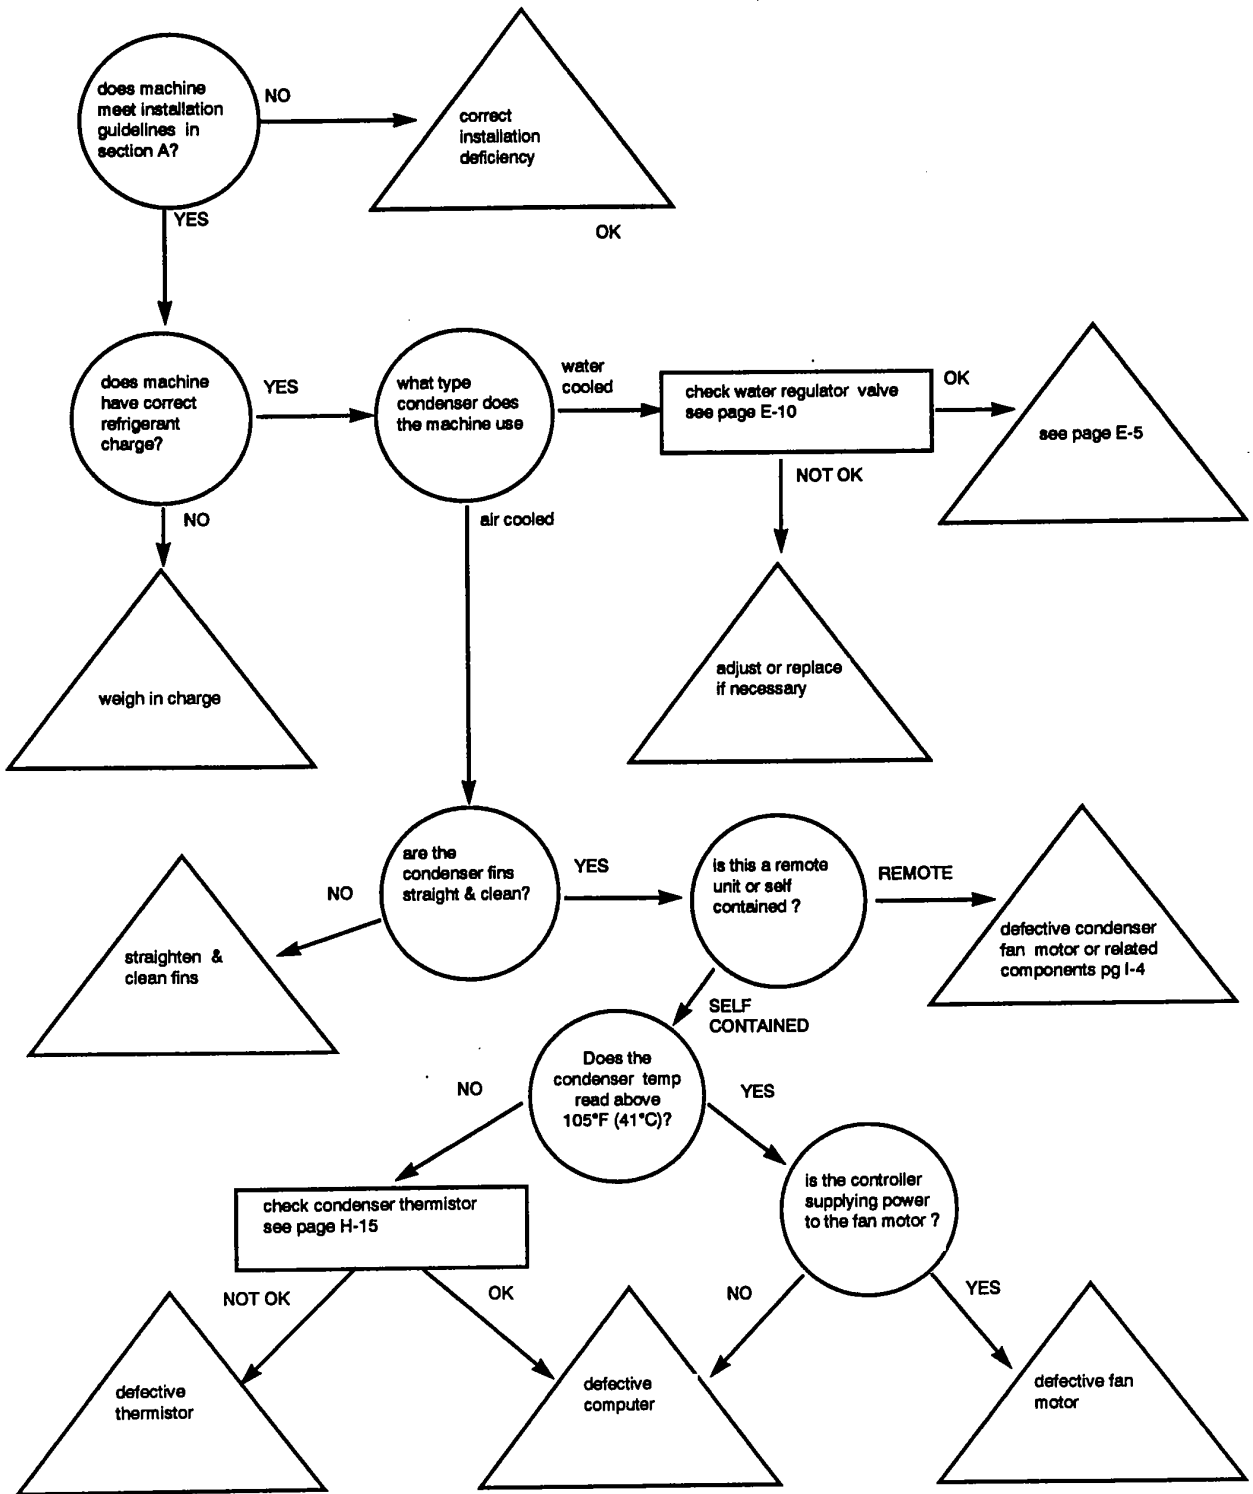 does machine
meet installation
guidelines in
section A?
NO
correct
installation
deficiency
YES
OK
does machine
have correct
refrigerant
charge?
YES
what type
condenser does
the machine use
water
cooled
check water regulator valve
see page E-10
OK
see page E-5
NOT OK
NO
air cooled
weigh in charge
adjust or replace
if necessary
are the
condenser fins
straight & clean?
YES
is this a remote
unit or self
contained ?
REMOTE
defective condenser
fan motor or related
components pg I-4
NO
straighten &
clean fins
SELF
CONTAINED
Does the
condenser temp
read above
105°F (41°C)?
NO
YES
is the controller
supplying power
to the fan motor ?
check condenser thermistor
see page H-15
NOT OK
OK
NO
YES
defective
thermistor
defective
computer
defective fan
motor